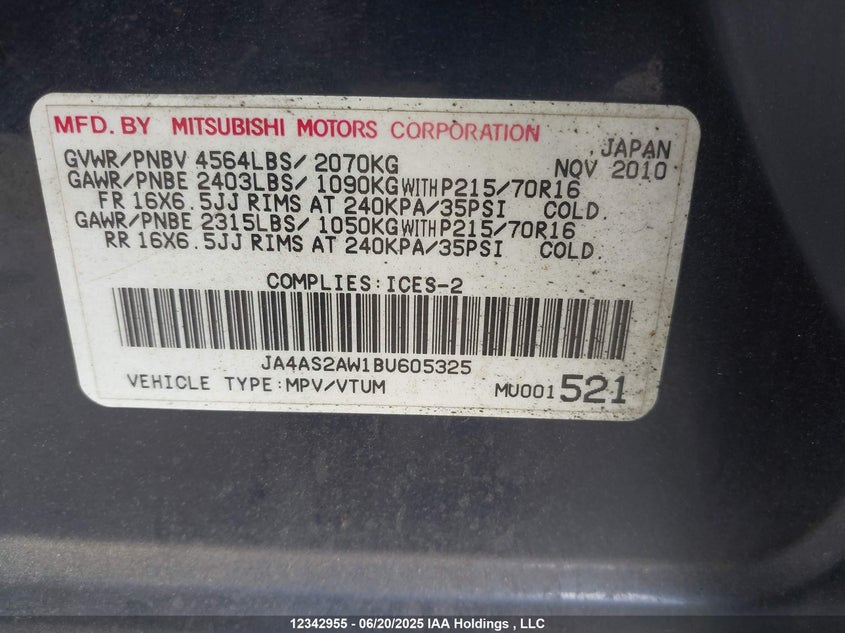 MFD. BY MITSUBISHI MOTORS CORPORATION
JAPAN
GVWR/PNBV 4564LBS/ 2070KG NOV 2010
GAWR/PNBE 2403LBS/ 1090KG WITH P215/70R16
FR 16X6.5JJ RIMS AT 240KPA/35PSI COLD.
GAWR/PNBE 2315LBS/ 1050KG WITH P215/70R16
RR 16X6.5JJ RIMS AT 240KPA/35PSI COLD.
COMPLIES:ICES-2
JA4AS2AW1BU605325
VEHICLE TYPE:MPV/VTUM MU001 521
12342955 - 06/20/2025 IAA Holdings , LLC